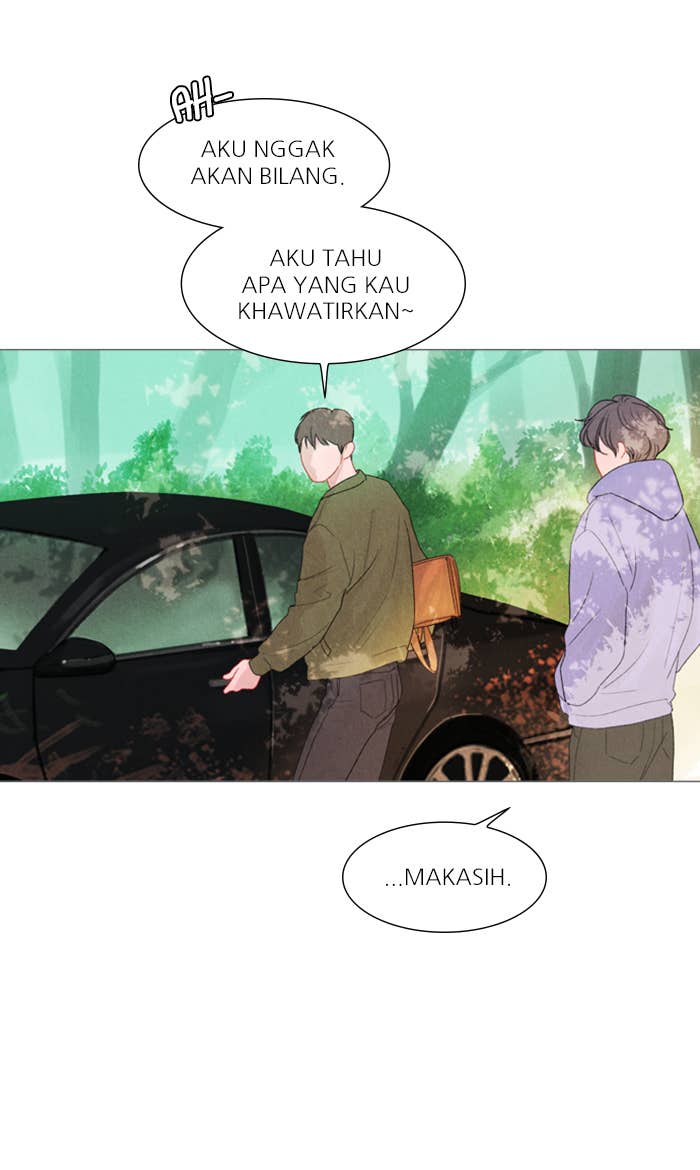 AH-
AKU NGGAK
AKAN BILANG.
AKU TAHU
APA YANG KAU
KHAWATIRKAN~
...MAKASIH.